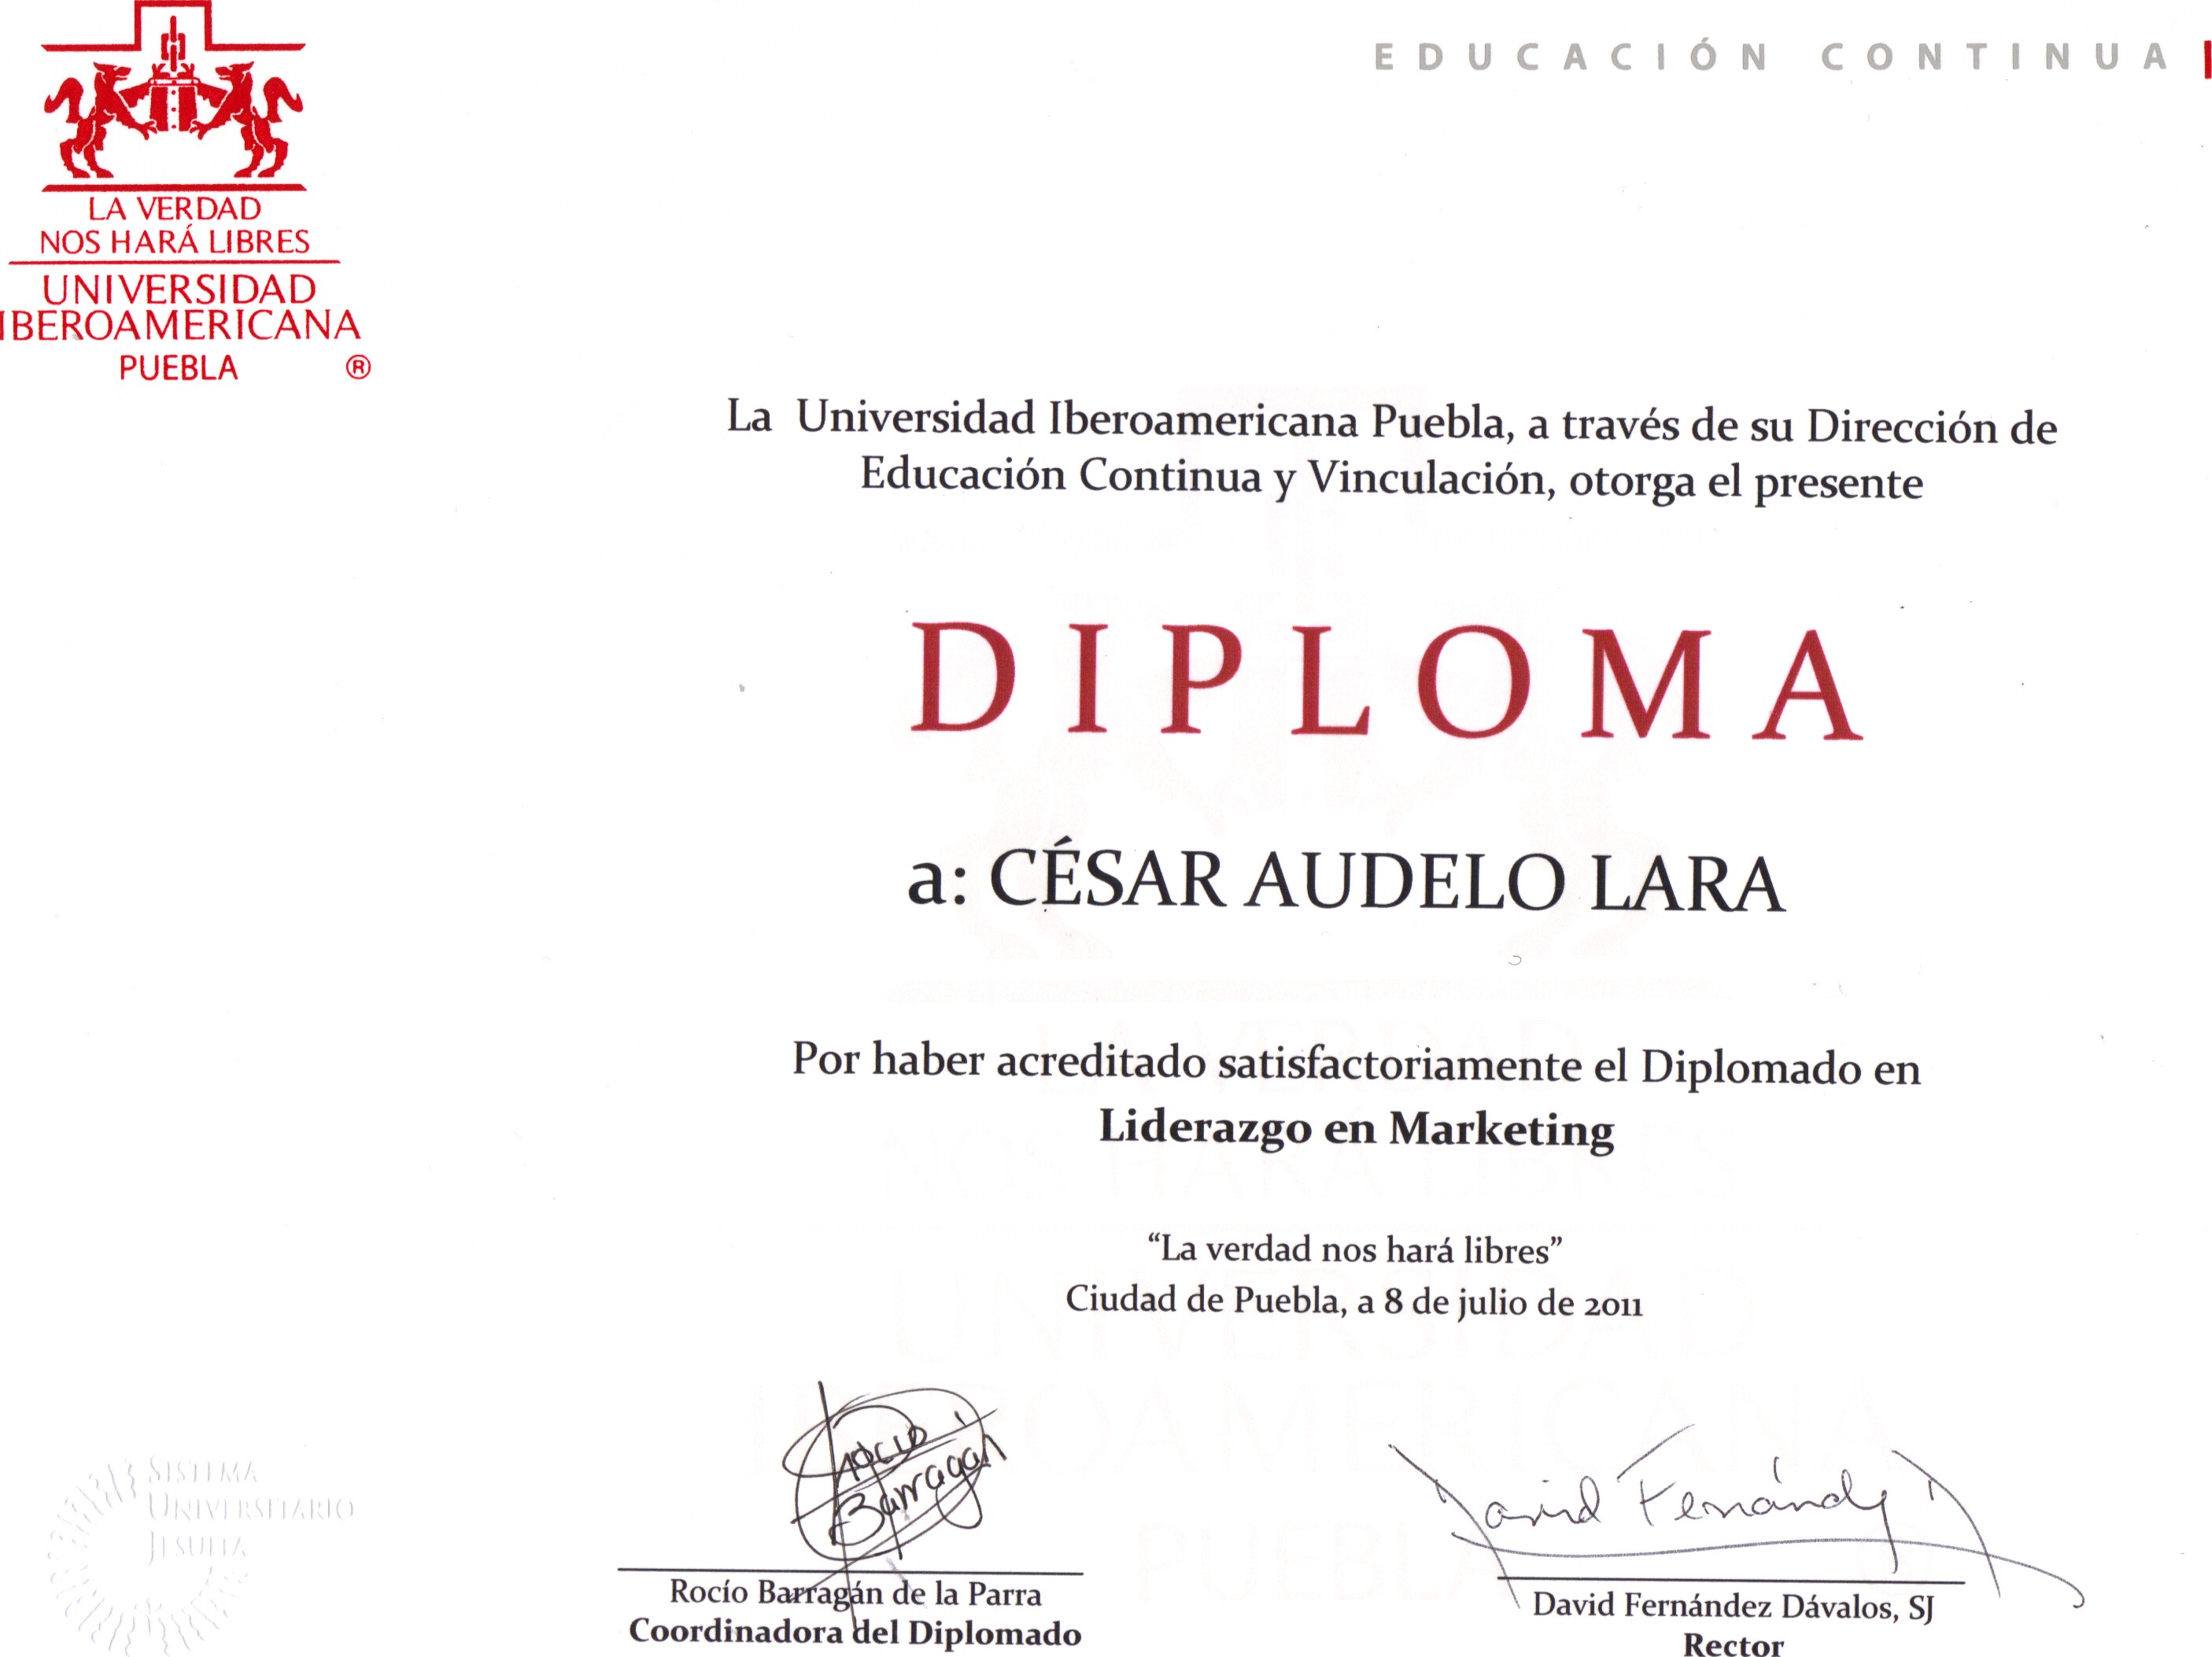 EDUCACIÓN CONTINUA
LA VERDAD
NOS HARÁ LIBRES
UNIVERSIDAD
IBEROAMERICANA
PUEBLA ®
La Universidad Iberoamericana Puebla, a través de su Dirección de
Educación Continua y Vinculación, otorga el presente
DIPLOMA
a: CÉSAR AUDELO LARA
Por haber acreditado satisfactoriamente el Diplomado en
Liderazgo en Marketing
“La verdad nos hará libres”
Ciudad de Puebla, a 8 de julio de 2011
SISTEMA
UNIVERSITARIO
JESUITA
Rocío
Barragán
David Fernández D
Rocío Barragán de la Parra
Coordinadora del Diplomado
David Fernández Dávalos, SJ
Rector